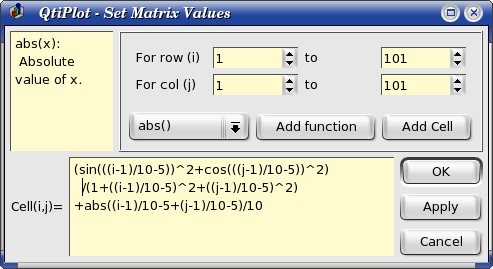 QtiPlot - Set Matrix Values
abs(x):
Absolute
value of x.
For row (i) 1 to 101
For col (j) 1 to 101
abs() Add function Add Cell
Cell(i,j)=
(sin(((i-1)/10-5))^2+cos(((j-1)/10-5))^2)
/(1+((i-1)/10-5)^2+((j-1)/10-5)^2)
+abs((i-1)/10-5+(j-1)/10-5)/10
OK
Apply
Cancel